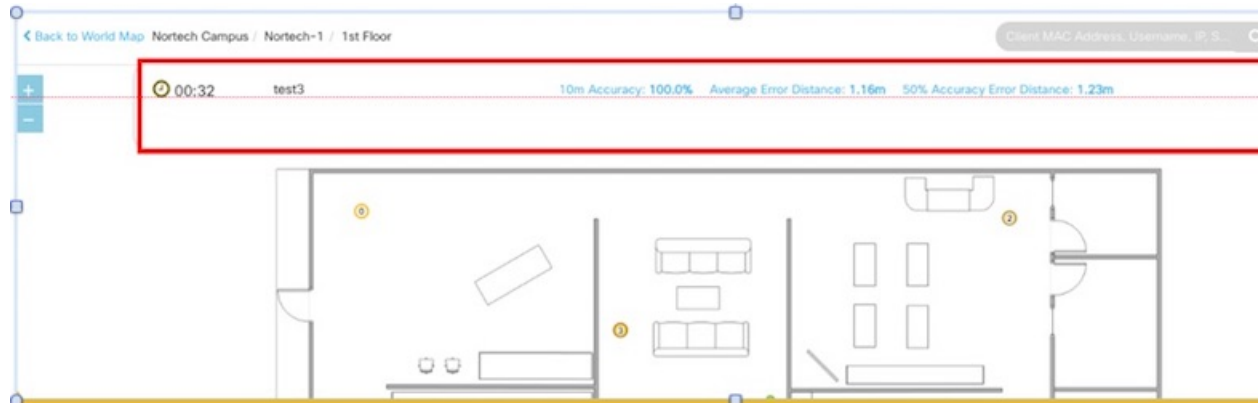 Back to World Map Nortech Campus / Nortech-1 / 1st Floor
Client MAC Address, Username, IP, S...
+
00:32 test3 10m Accuracy: 100.0% Average Error Distance: 1.16m 50% Accuracy Error Distance: 1.23m
−
0
2
3